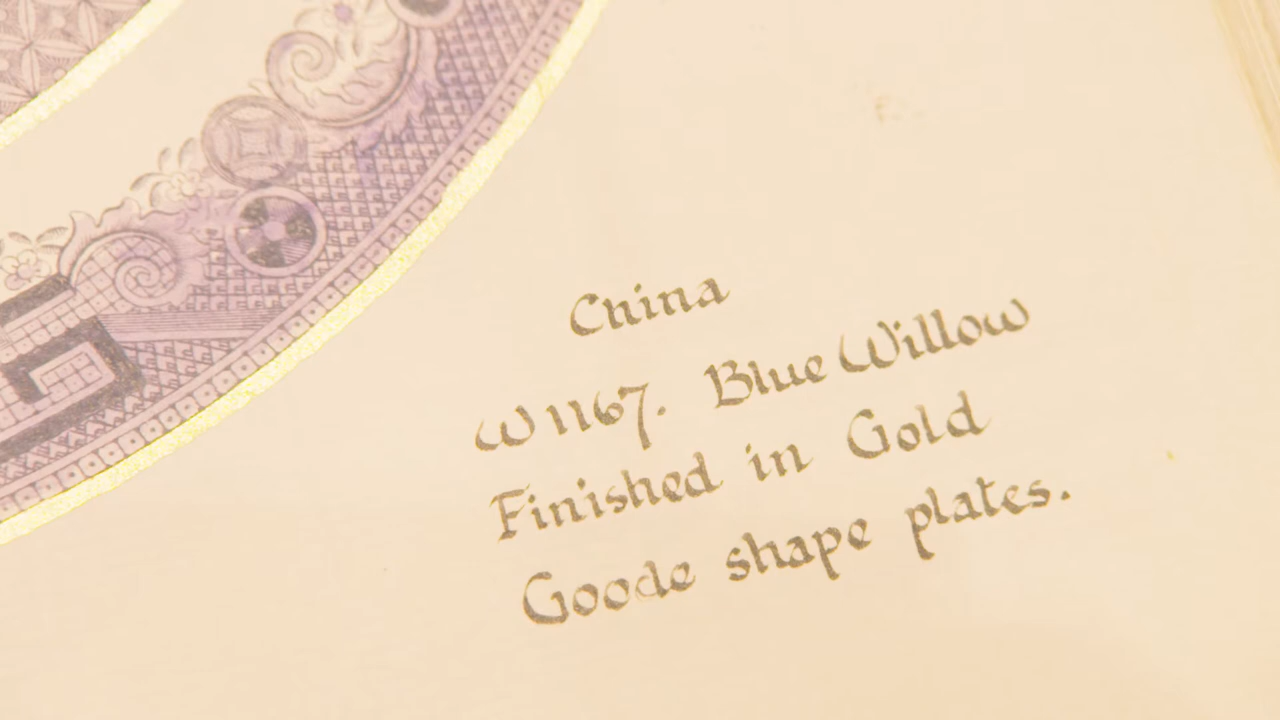 China
W1167. Blue Willow
Finished in Gold
Goode shape plates.